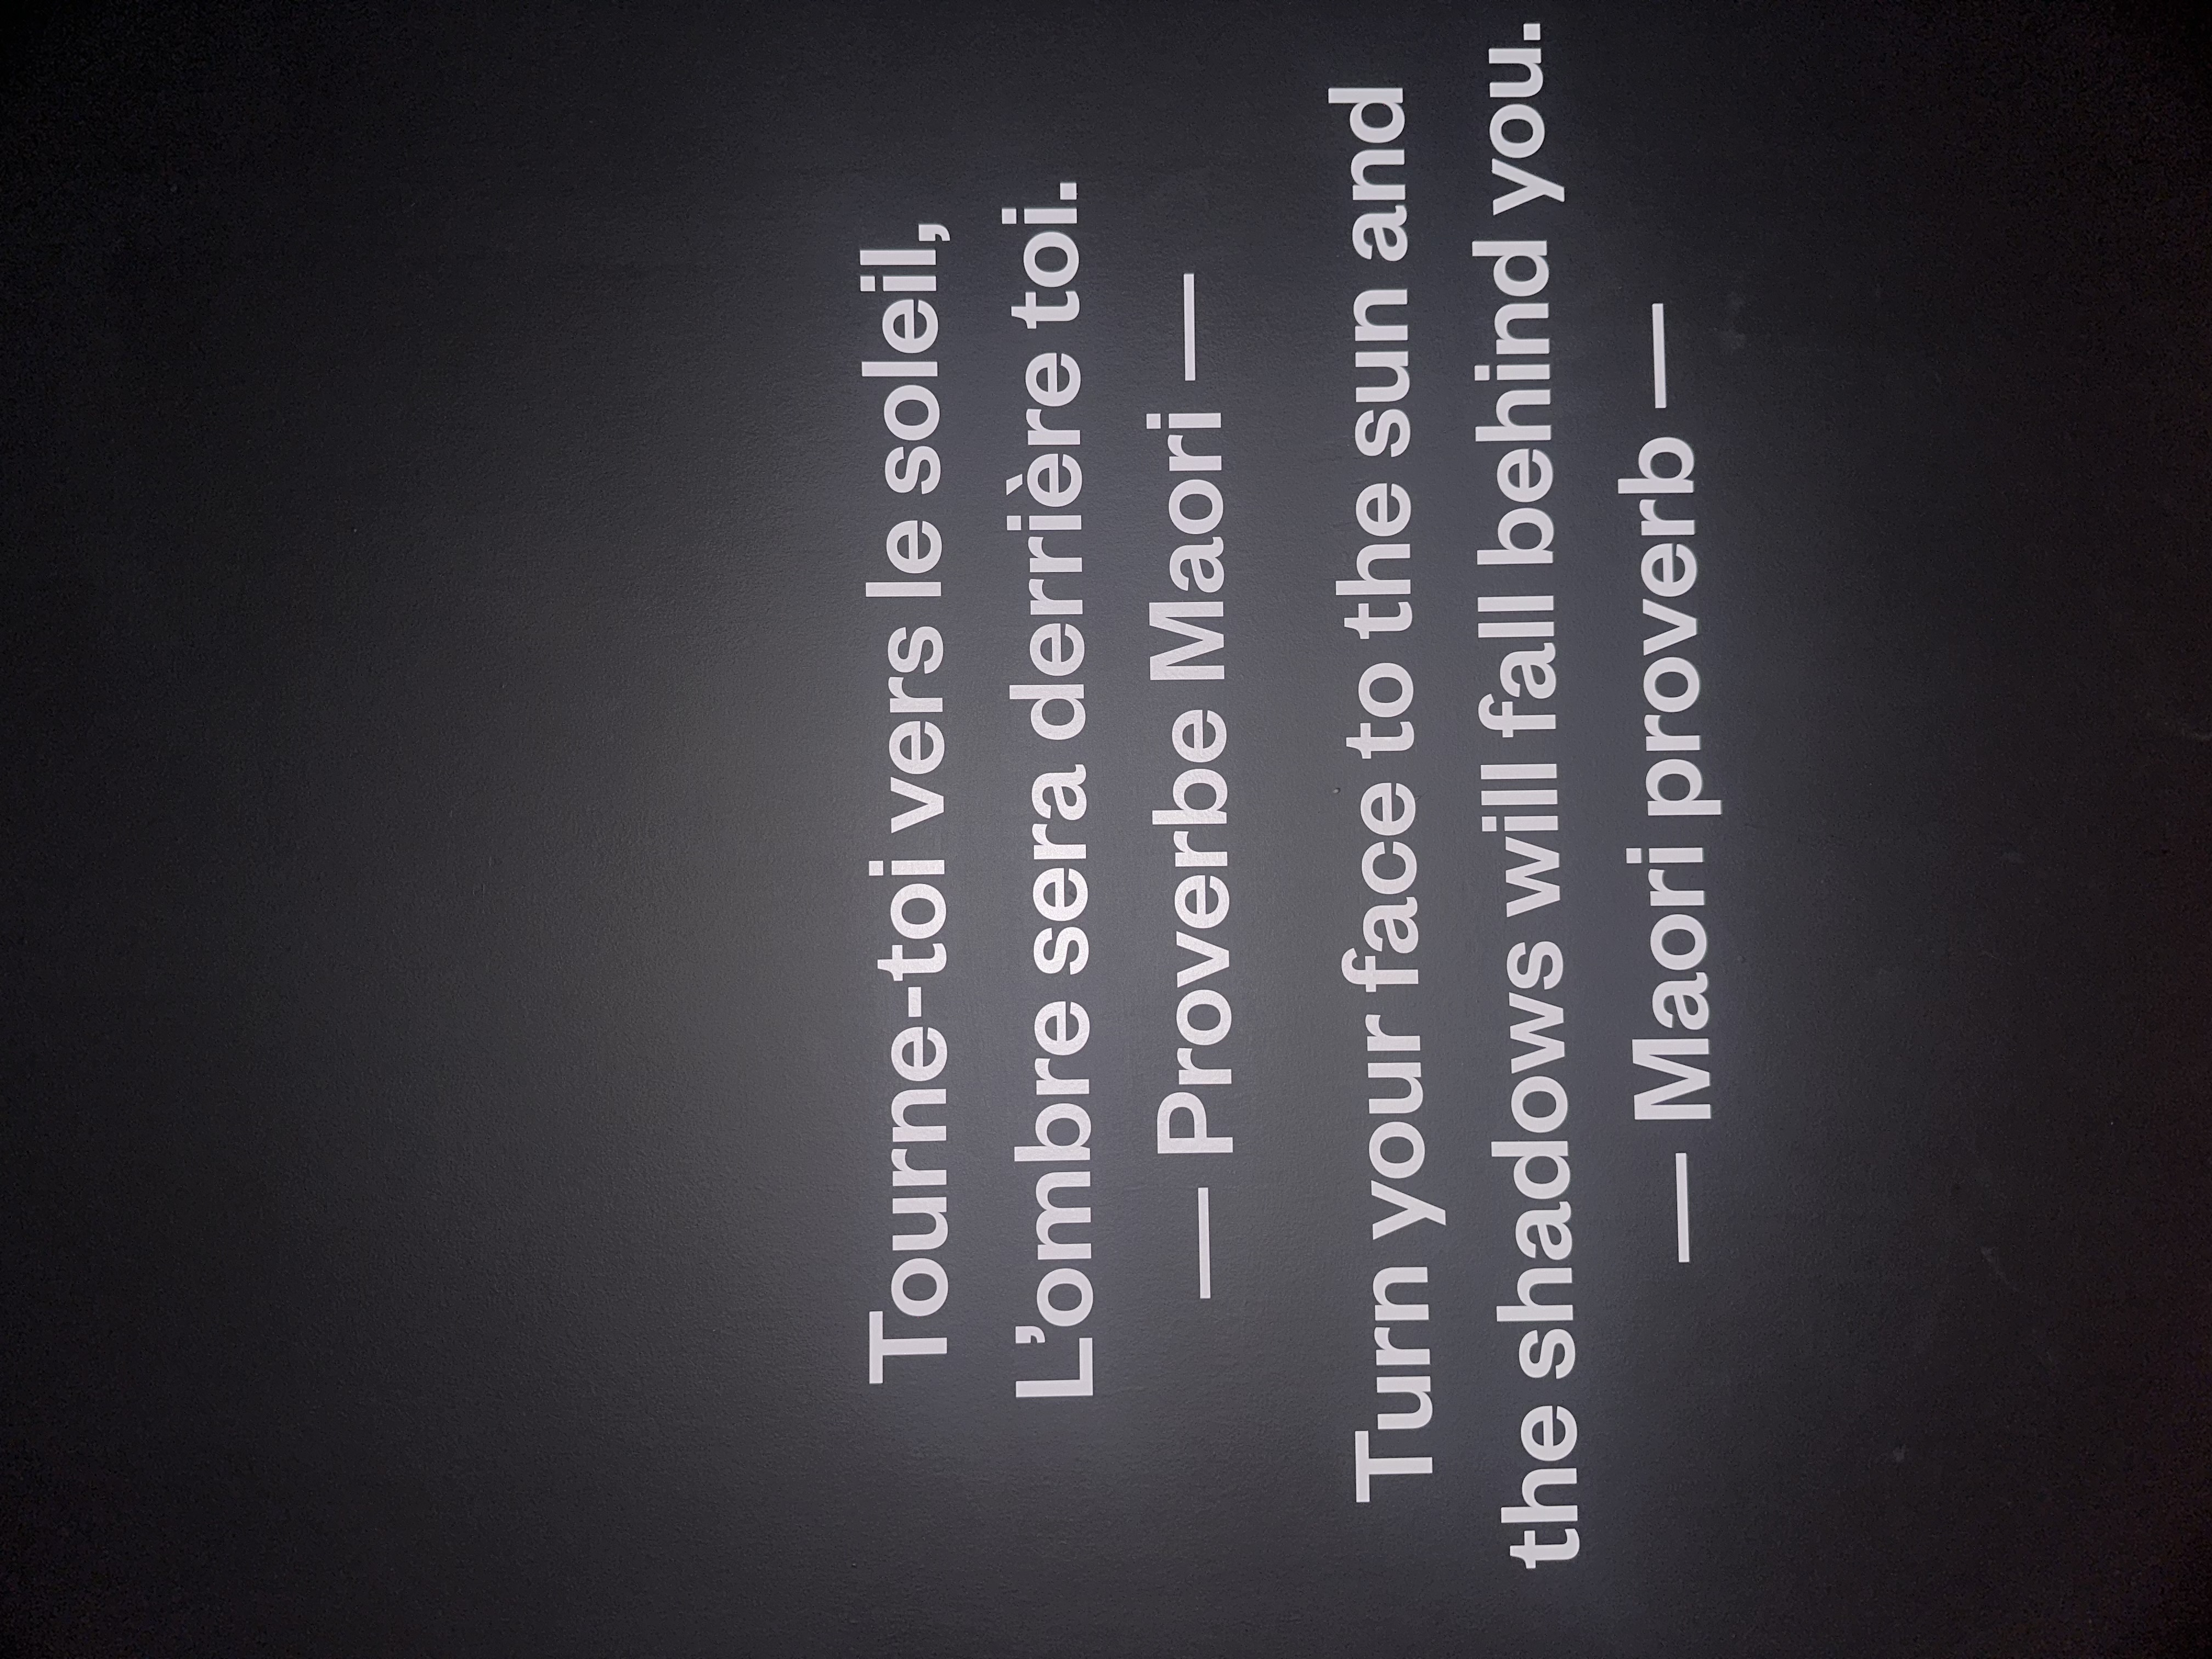 Tourne-toi vers le soleil,
L’ombre sera derrière toi.
— Proverbe Maori —
Turn your face to the sun and
the shadows will fall behind you.
— Maori proverb —